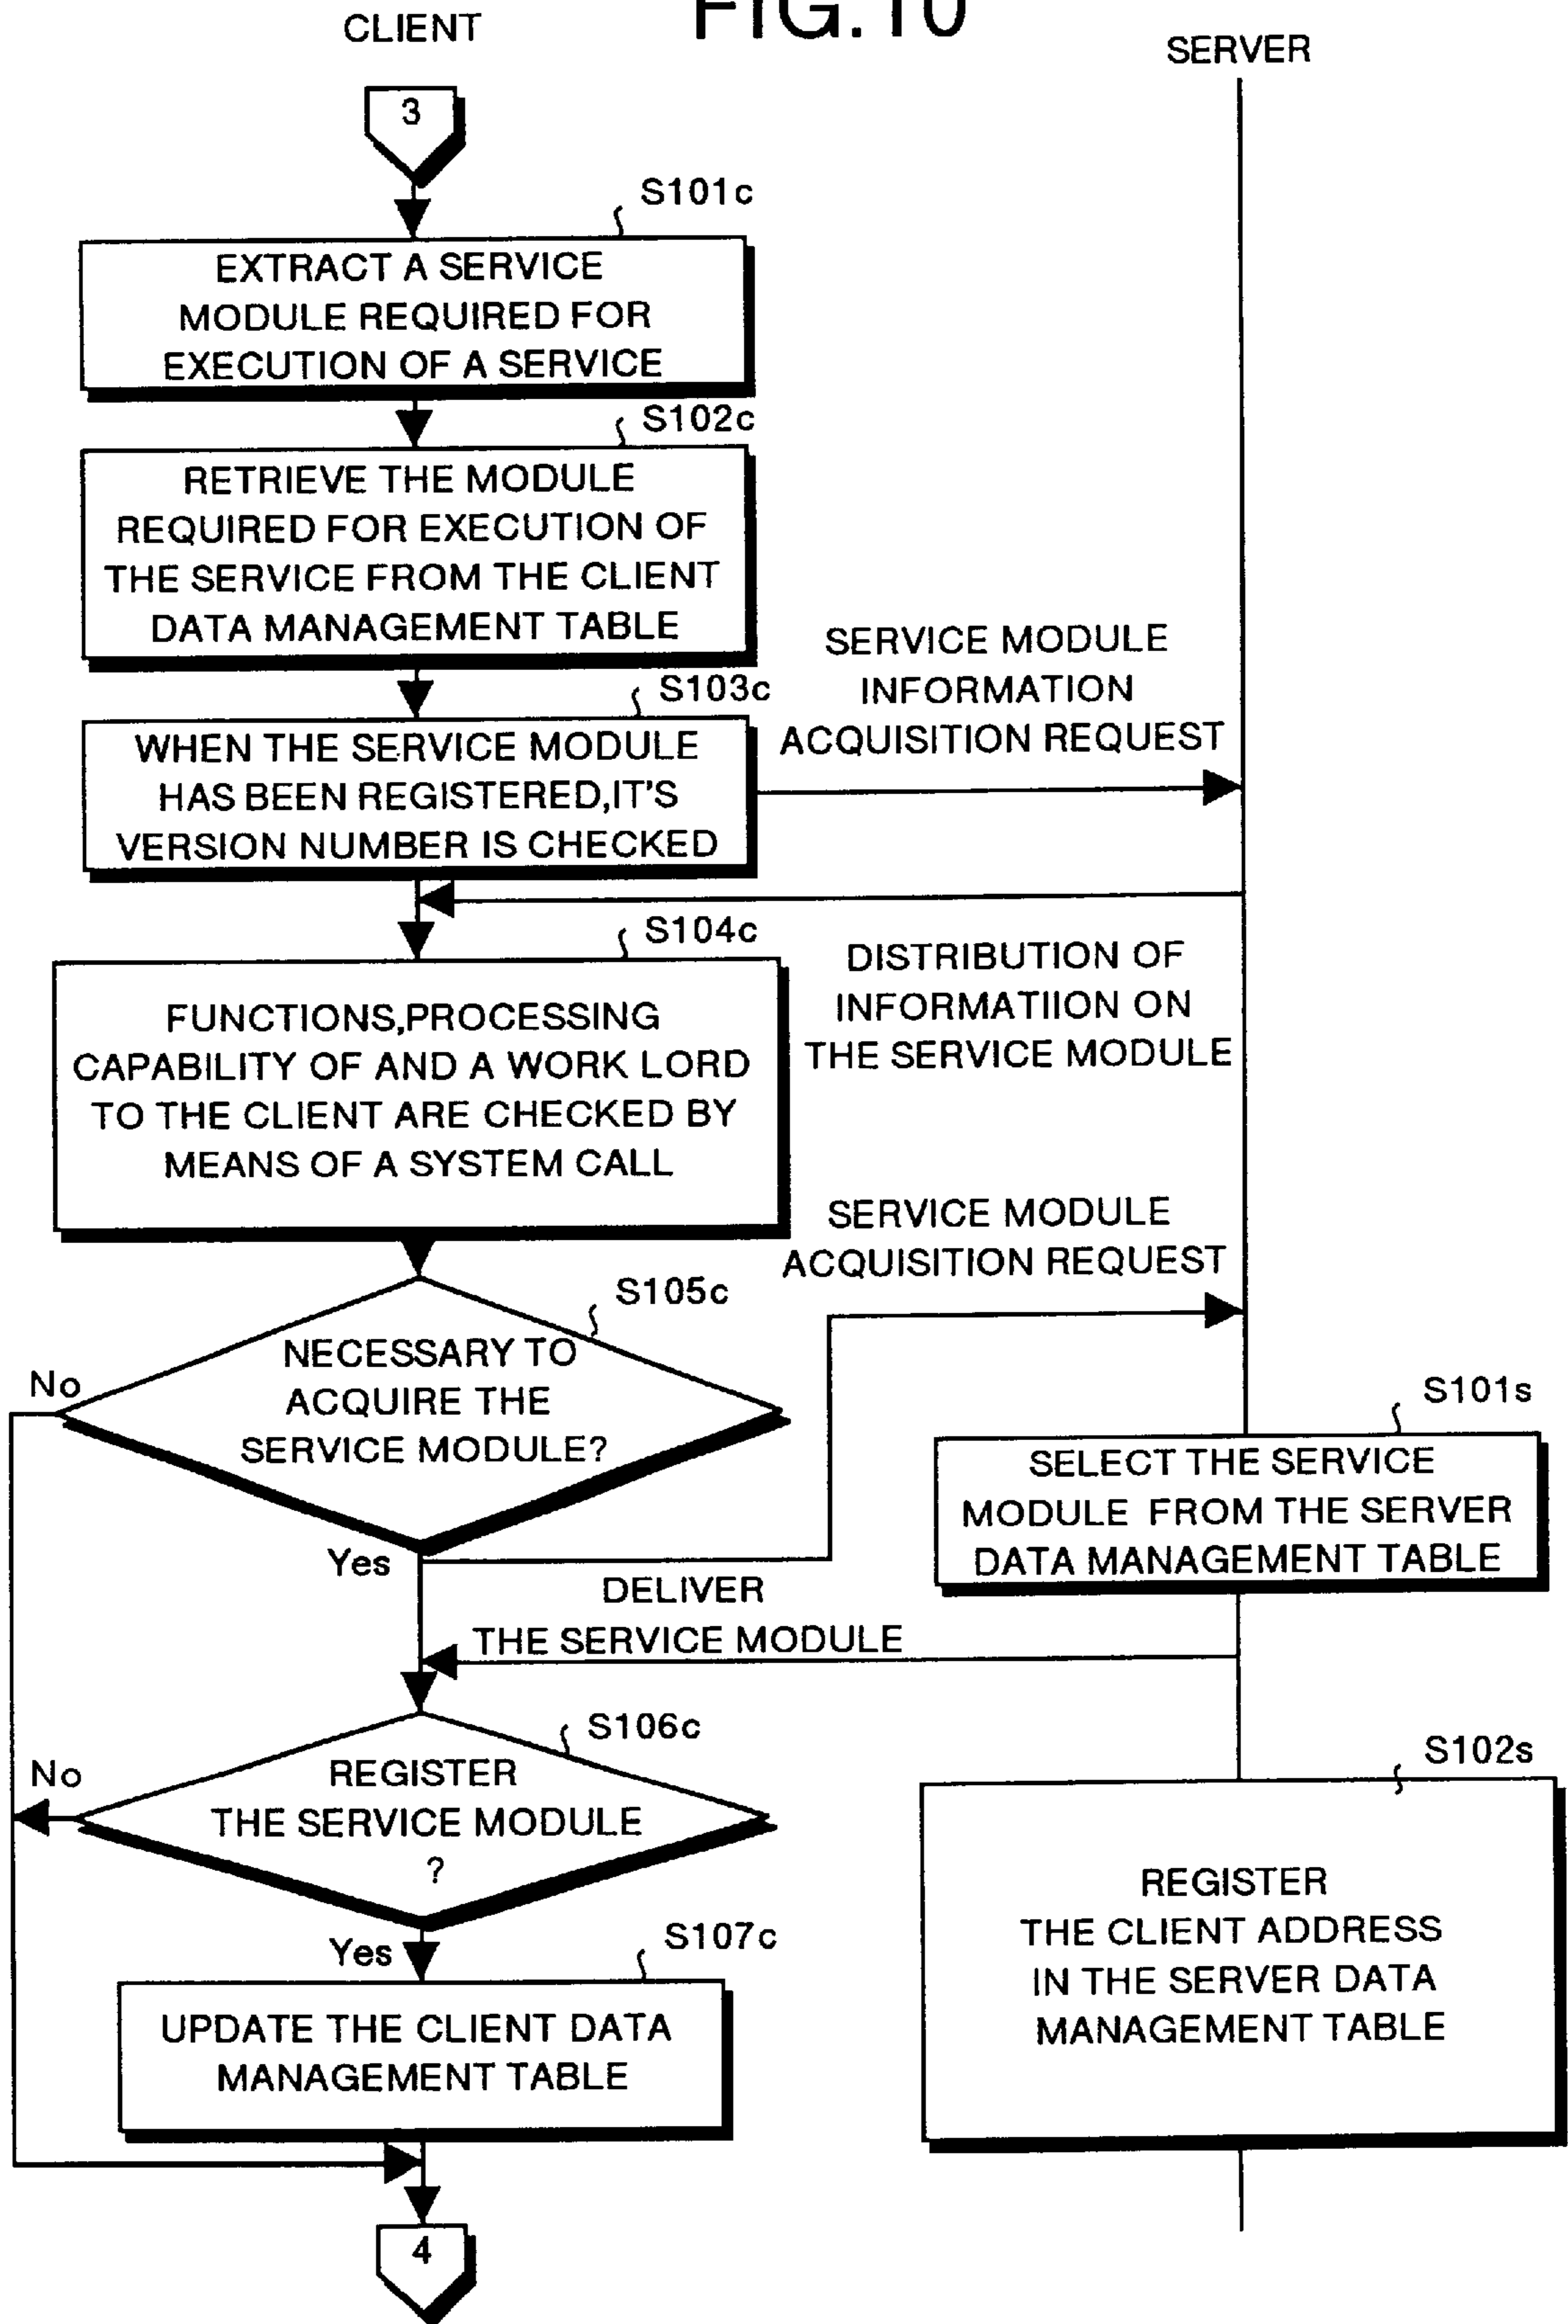 FIG.10
CLIENT
SERVER
3
S101c
EXTRACT A SERVICE
MODULE REQUIRED FOR
EXECUTION OF A SERVICE
S102c
RETRIEVE THE MODULE
REQUIRED FOR EXECUTION OF
THE SERVICE FROM THE CLIENT
DATA MANAGEMENT TABLE
SERVICE MODULE
INFORMATION
ACQUISITION REQUEST
S103c
WHEN THE SERVICE MODULE
HAS BEEN REGISTERED,IT'S
VERSION NUMBER IS CHECKED
S104c
DISTRIBUTION OF
INFORMATIION ON
THE SERVICE MODULE
FUNCTIONS,PROCESSING
CAPABILITY OF AND A WORK LORD
TO THE CLIENT ARE CHECKED BY
MEANS OF A SYSTEM CALL
SERVICE MODULE
ACQUISITION REQUEST
S105c
NECESSARY TO
ACQUIRE THE
SERVICE MODULE?
No
Yes
S101s
SELECT THE SERVICE
MODULE FROM THE SERVER
DATA MANAGEMENT TABLE
DELIVER
THE SERVICE MODULE
S106c
REGISTER
THE SERVICE MODULE
?
No
Yes
S102s
REGISTER
THE CLIENT ADDRESS
IN THE SERVER DATA
MANAGEMENT TABLE
S107c
UPDATE THE CLIENT DATA
MANAGEMENT TABLE
4